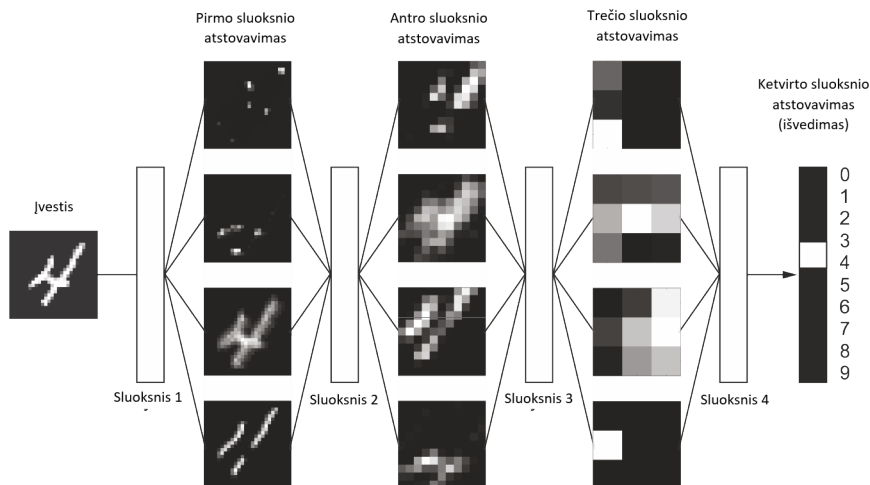 Pirmo sluoksnio
atstovavimas
Antro sluoksnio
atstovavimas
Trečio sluoksnio
atstovavimas
Ketvirto sluoksnio
atstovavimas
(išvedimas)
Įvestis
0
1
2
3
4
5
6
7
8
9
Sluoksnis 1
Sluoksnis 2
Sluoksnis 3
Sluoksnis 4